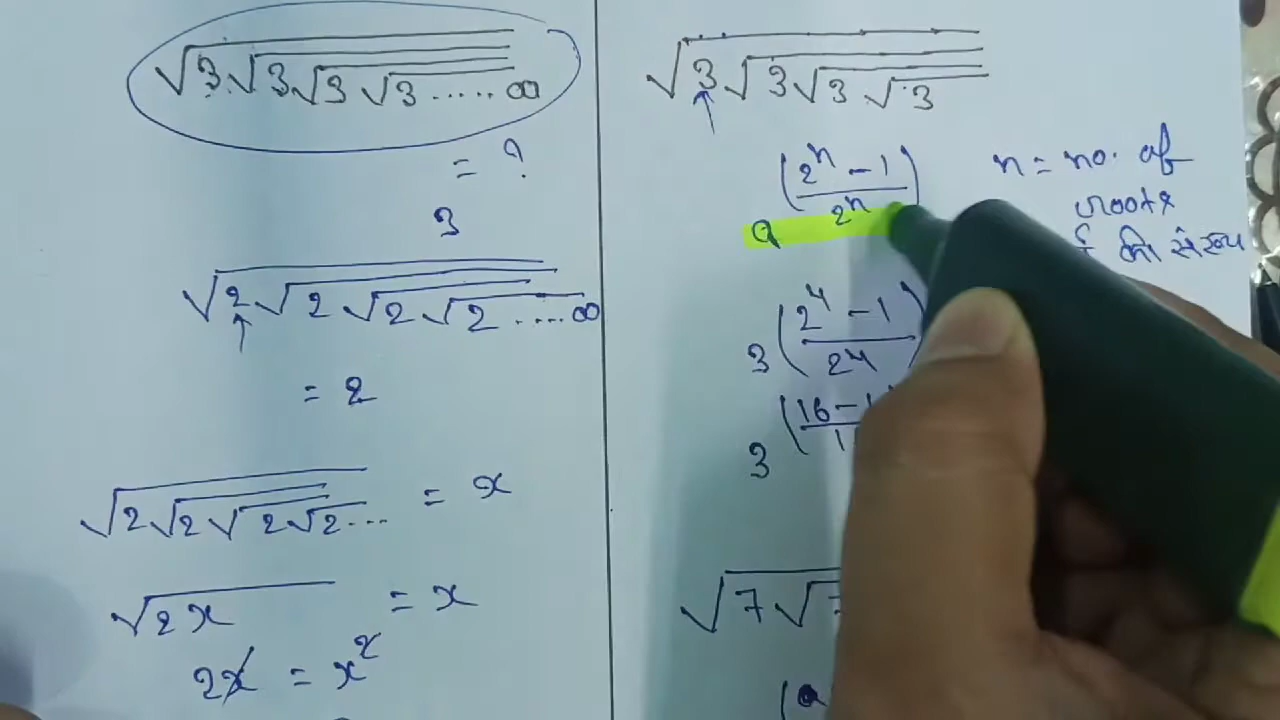 √3√3√3√3.....∞
= ?
3
√2√2√2√2.....∞
↑
= 2
√2√2√2√2... = x
√2x = x
2x = x²
√3√3√3√3
↑
a(2ⁿ - 1 / 2ⁿ)
n = no. of
roots
की संख्य
3(2⁴ - 1 / 2⁴)
3(16 - 1
√7√